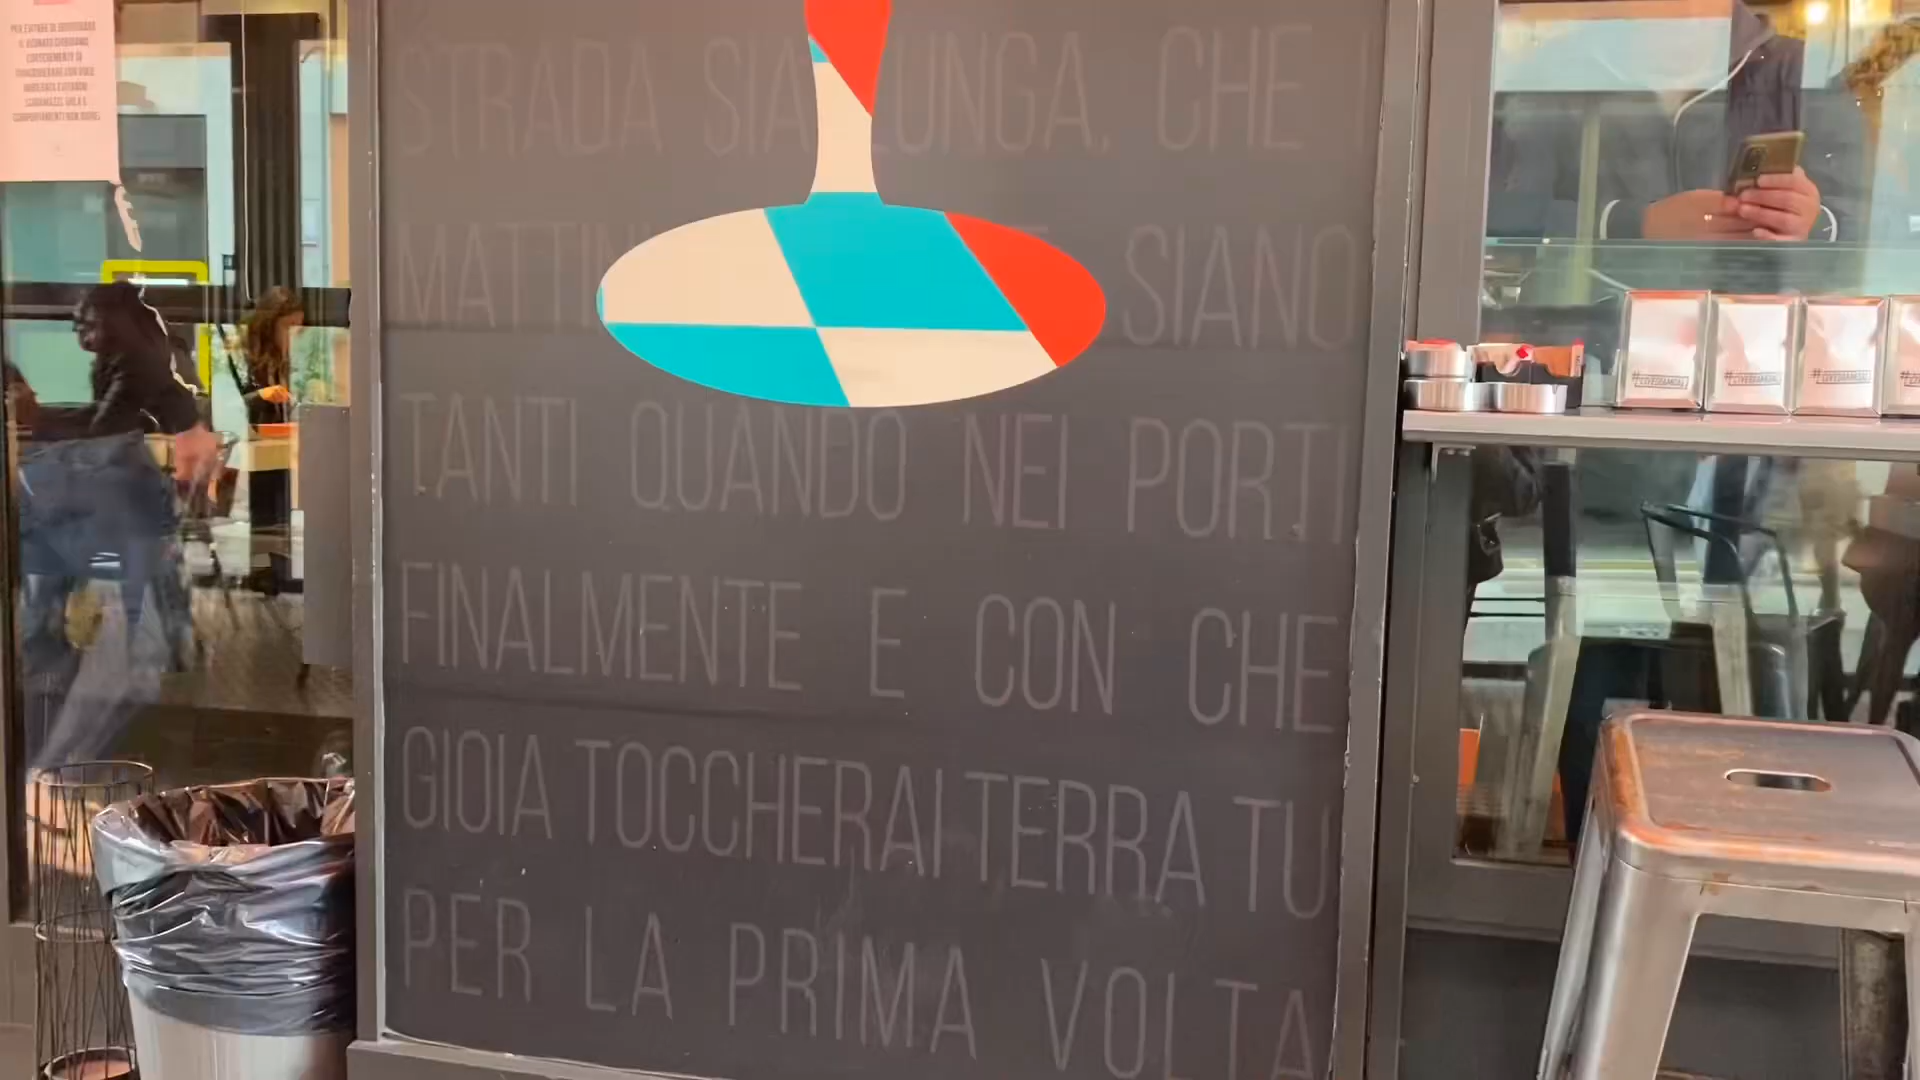 STRADA SIA LUNGA, CHE I
MATTINI SIANO
TANTI QUANDO NEI PORTI
FINALMENTE E CON CHE
GIOIA TOCCHERAI TERRA TU
PER LA PRIMA VOLTA